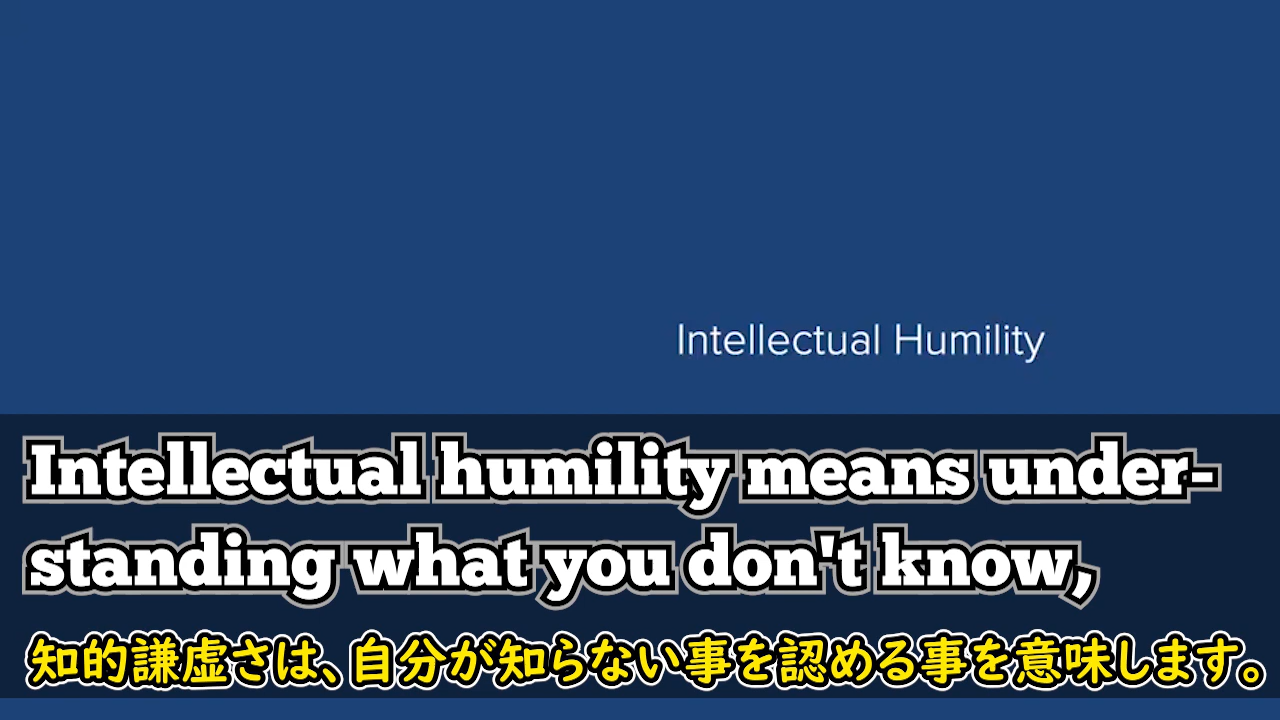 Intellectual Humility
Intellectual humility means under-
standing what you don't know,
知的謙虚さは、自分が知らない事を認める事を意味します。